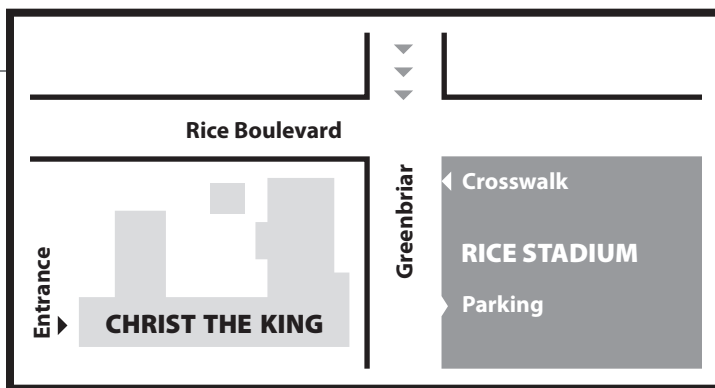 Rice Boulevard
Greenbriar
Crosswalk
RICE STADIUM
Parking
Entrance
CHRIST THE KING